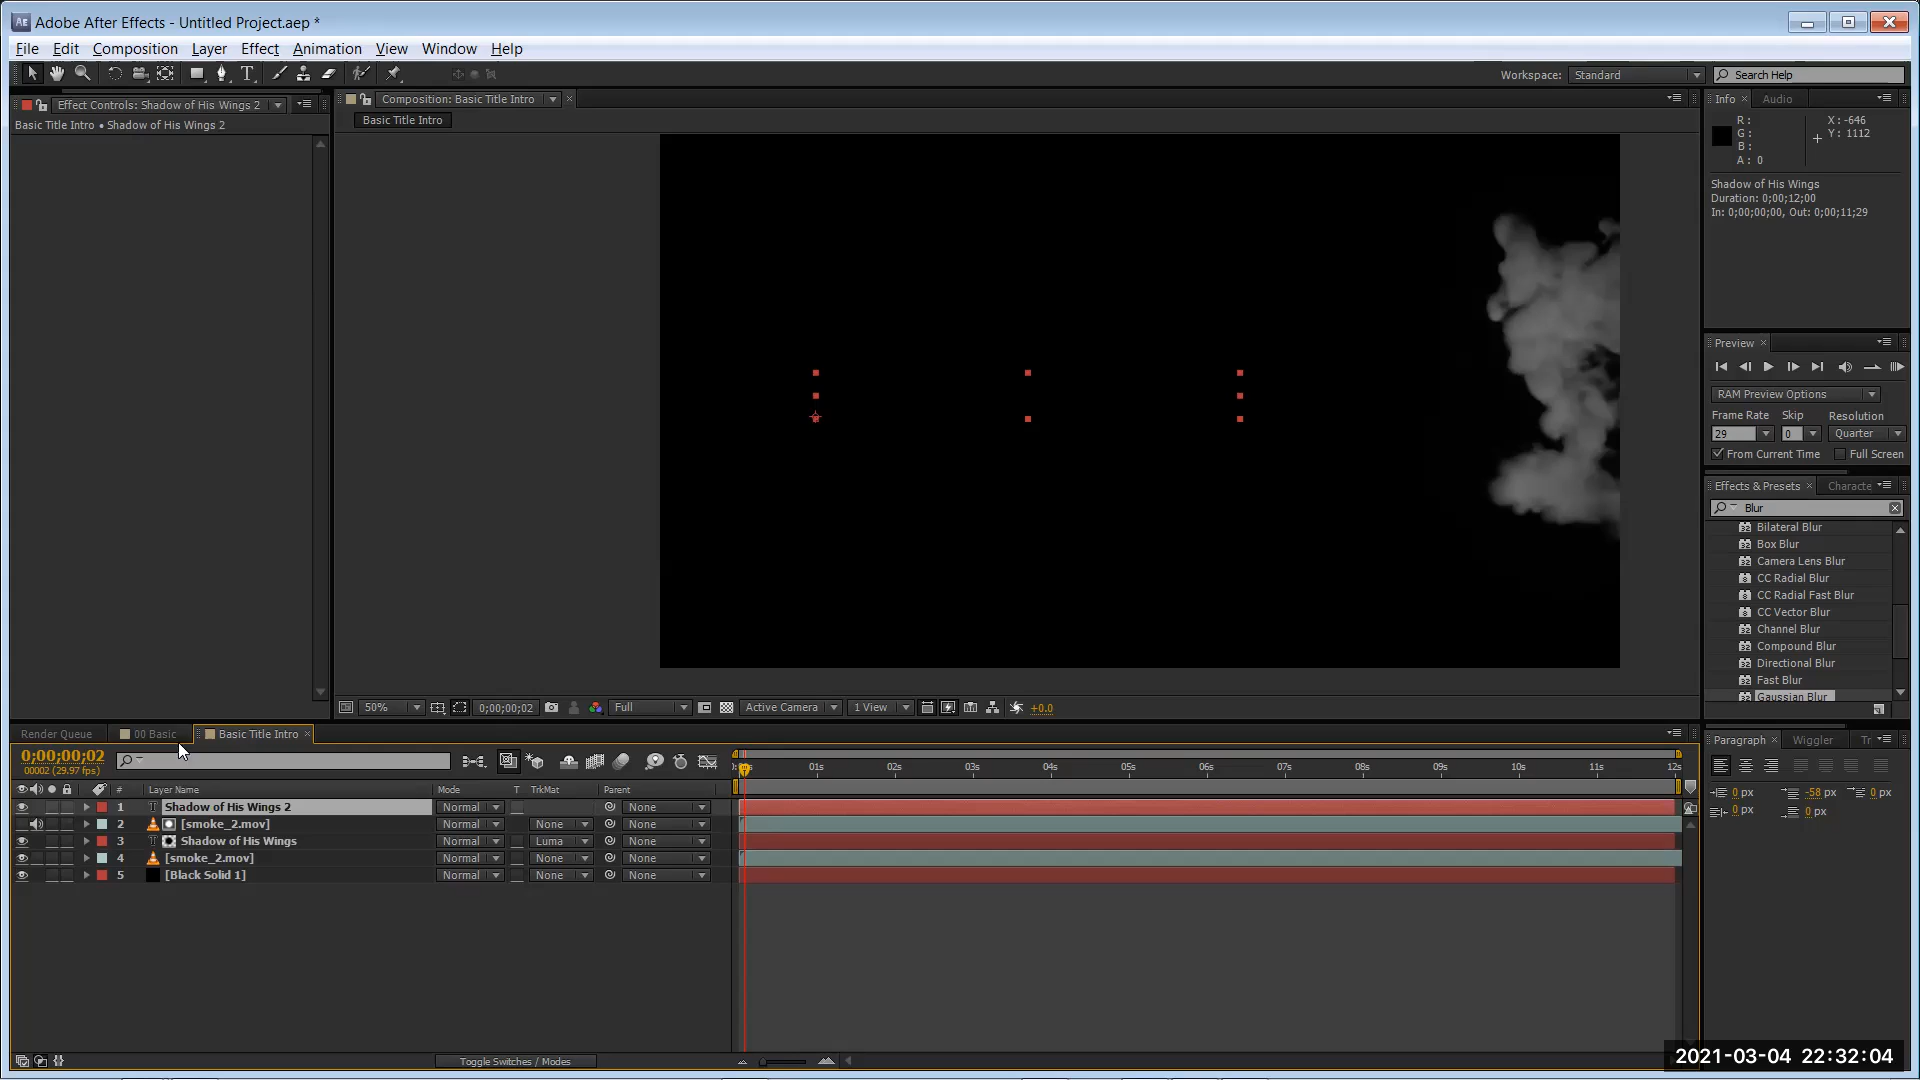 Adobe After Effects - Untitled Project.aep *
File Edit Composition Layer Effect Animation View Window Help
Workspace: Standard Search Help
Effect Controls: Shadow of His Wings 2
Basic Title Intro • Shadow of His Wings 2
Composition: Basic Title Intro
Basic Title Intro
Info Audio
R :
G :
B :
A : 0
X : -646
Y : 1112
Shadow of His Wings
Duration: 0;00;12;00
In: 0;00;00;00, Out: 0;00;11;29
Preview
RAM Preview Options
Frame Rate Skip Resolution
29 0 Quarter
From Current Time Full Screen
Effects & Presets Characte
Blur
Bilateral Blur
Box Blur
Camera Lens Blur
CC Radial Blur
CC Radial Fast Blur
CC Vector Blur
Channel Blur
Compound Blur
Directional Blur
Fast Blur
Gaussian Blur
50% 0;00;00;02 Full Active Camera 1 View +0.0
Render Queue 00 Basic Basic Title Intro
0;00;00;02
00002 (29.97 fps)
01s 02s 03s 04s 05s 06s 07s 08s 09s 10s 11s 12s
# Layer Name Mode T TrkMat Parent
1 Shadow of His Wings 2 Normal None
2 [smoke_2.mov] Normal None None
3 Shadow of His Wings Normal Luma None
4 [smoke_2.mov] Normal None None
5 [Black Solid 1] Normal None None
Paragraph Wiggler Tr
0 px -58 px 0 px
0 px 0 px
Toggle Switches / Modes
2021-03-04 22:32:04